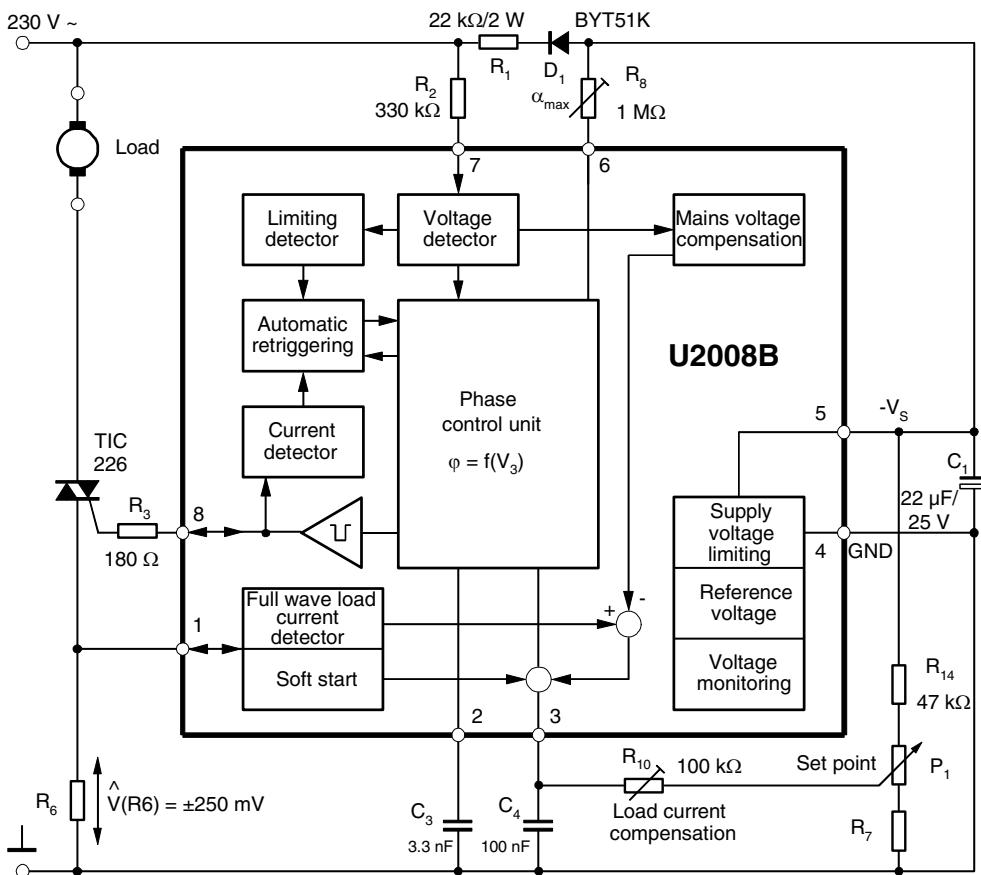 230 V ~
22 kΩ/2 W
BYT51K
R1
D1
R2
330 kΩ
αmax
R8
1 MΩ
Load
7
6
Limiting
detector
Voltage
detector
Mains voltage
compensation
Automatic
retriggering
U2008B
Phase
control unit
φ = f(V3)
Current
detector
TIC
226
R3
180 Ω
8
5
-VS
C1
22 µF/
25 V
4
GND
Supply
voltage
limiting
Reference
voltage
Voltage
monitoring
Full wave load
current
detector
Soft start
1
+
-
2
3
R14
47 kΩ
R10
100 kΩ
Set point
P1
Load current
compensation
R6
^
V(R6) = ±250 mV
C3
3.3 nF
C4
100 nF
R7